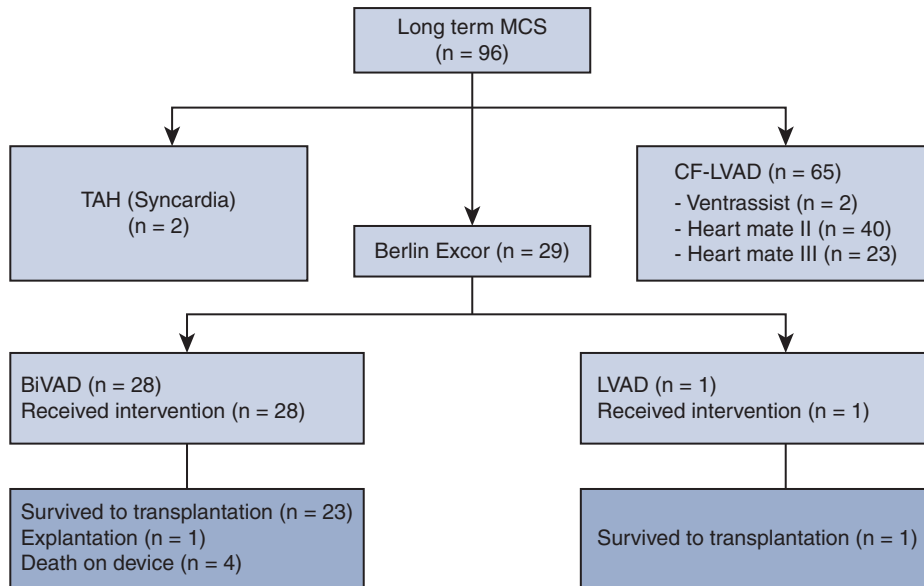 Long term MCS
(n = 96)
TAH (Syncardia)
(n = 2)
CF-LVAD (n = 65)
- Ventrassist (n = 2)
- Heart mate II (n = 40)
- Heart mate III (n = 23)
Berlin Excor (n = 29)
BiVAD (n = 28)
Received intervention (n = 28)
LVAD (n = 1)
Received intervention (n = 1)
Survived to transplantation (n = 23)
Explantation (n = 1)
Death on device (n = 4)
Survived to transplantation (n = 1)